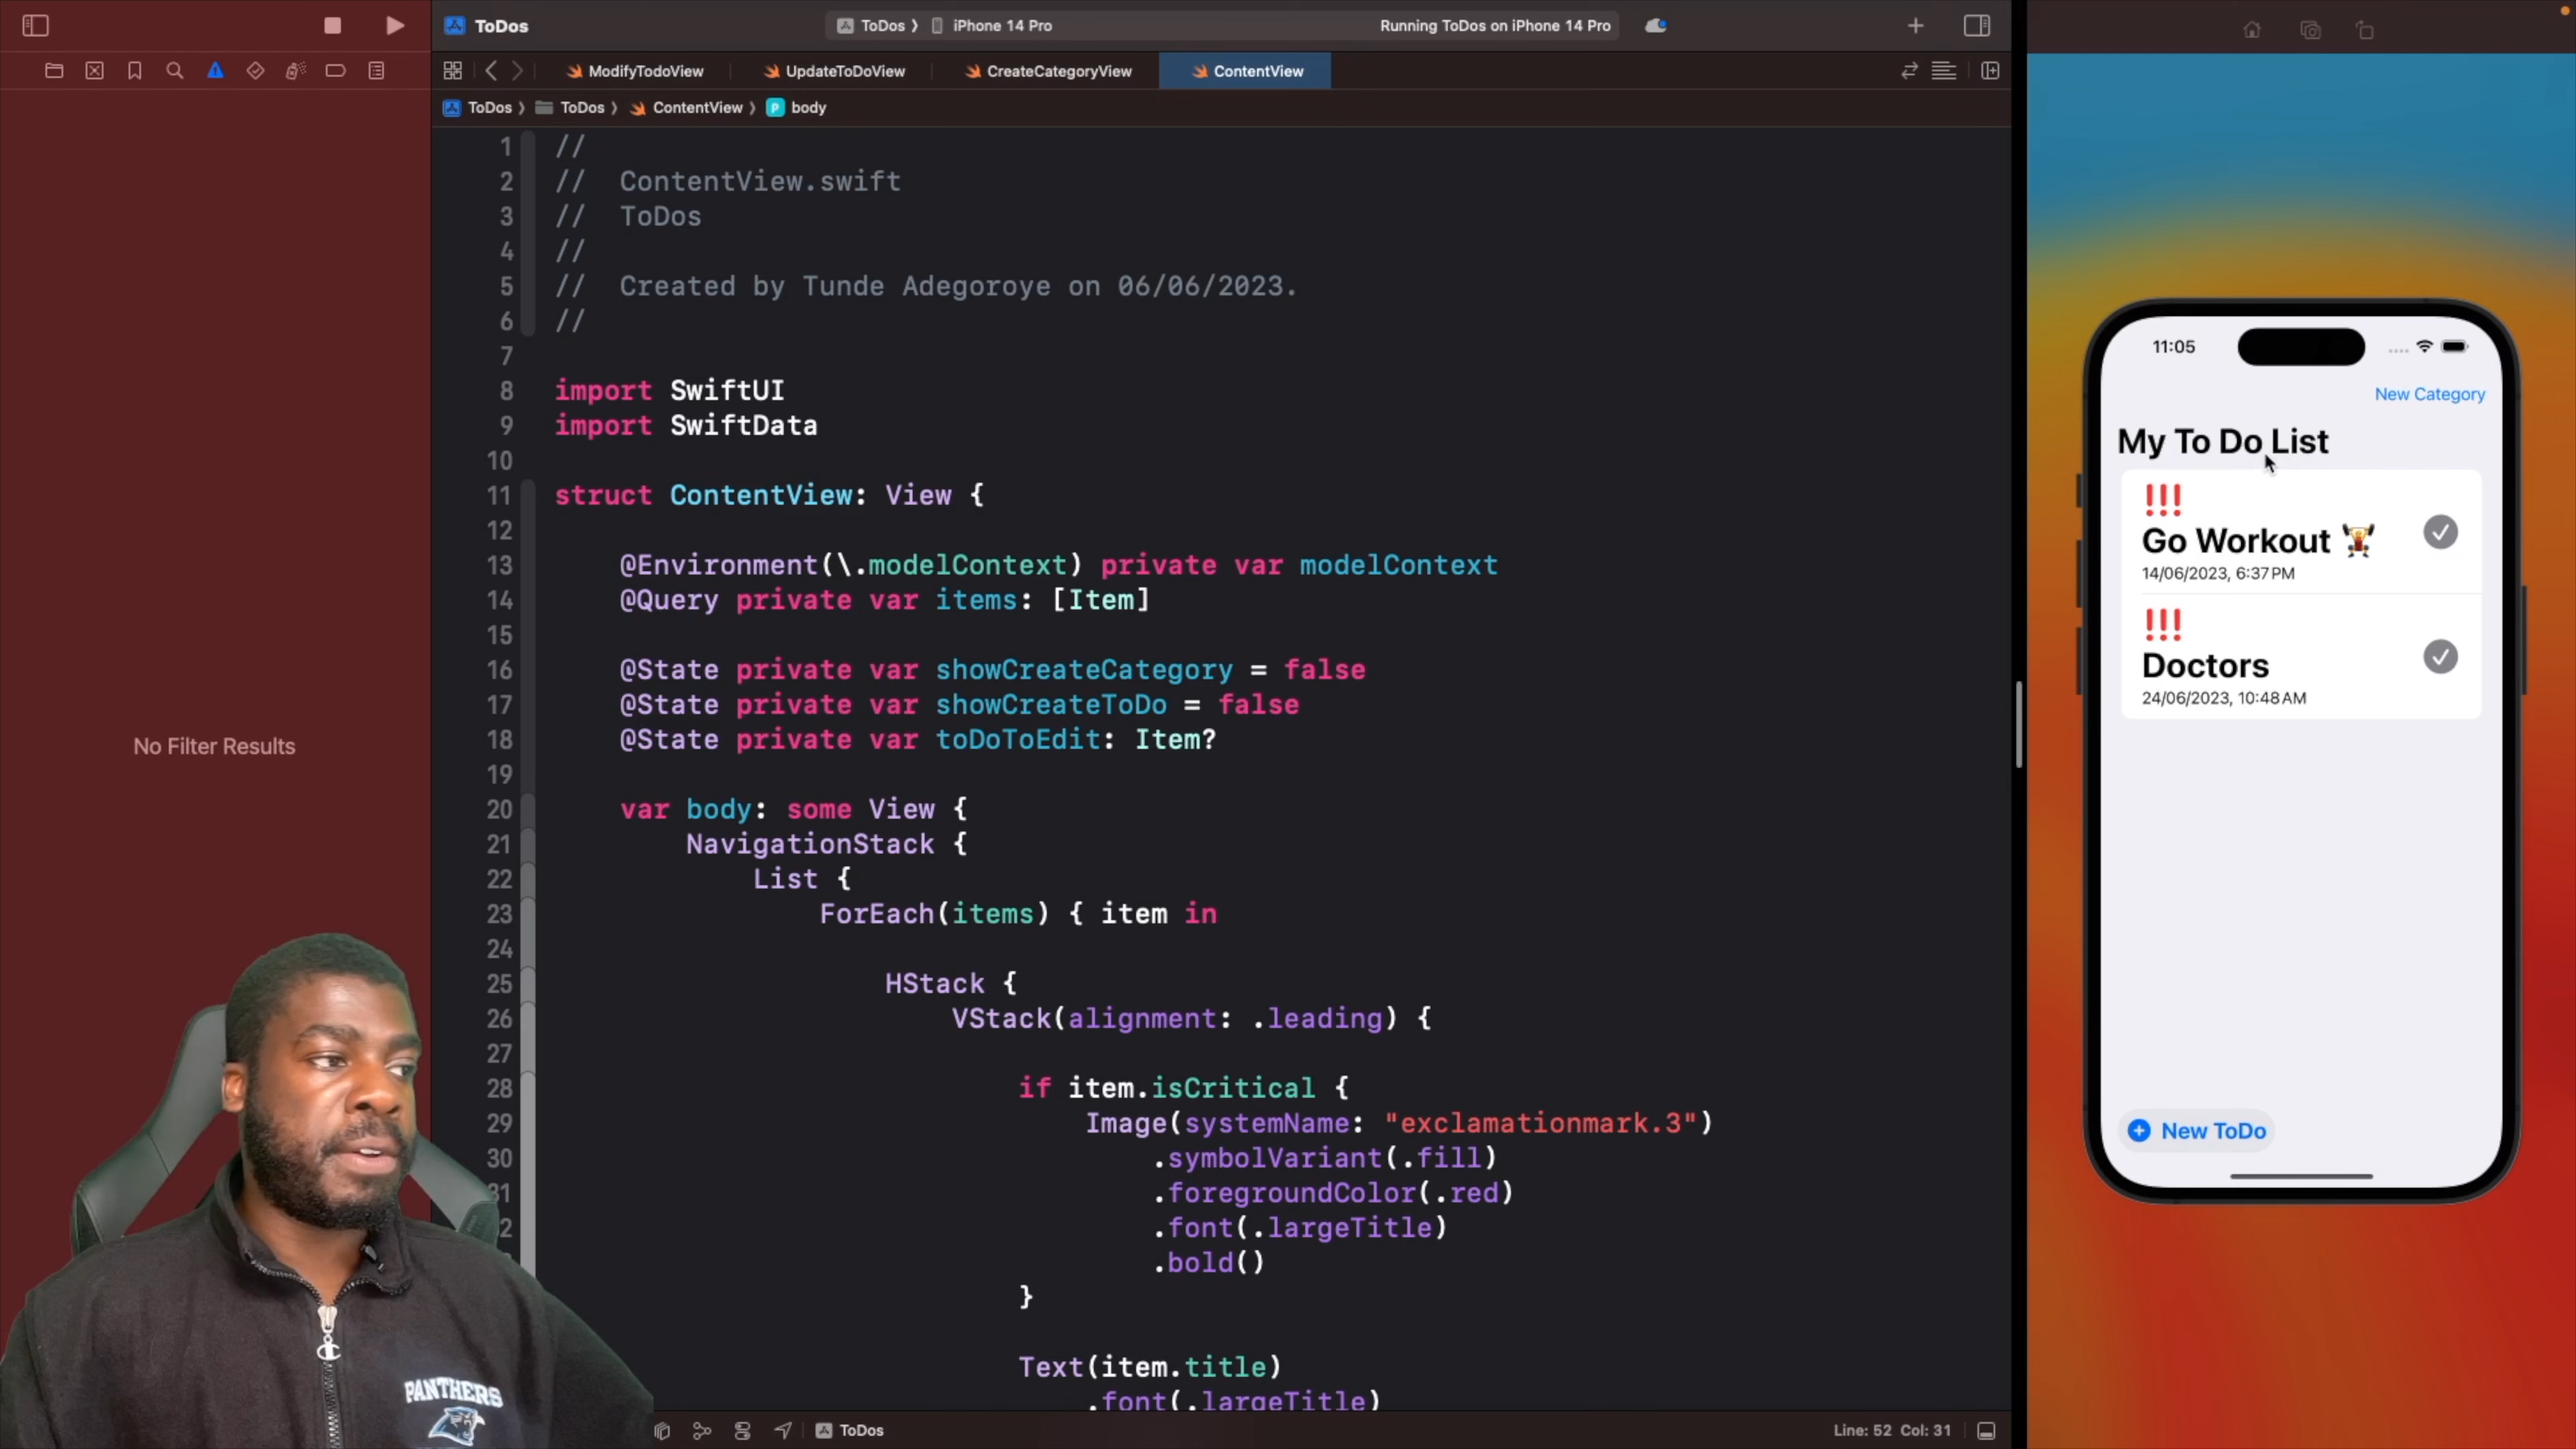 ToDos
ToDos
iPhone 14 Pro
Running ToDos on iPhone 14 Pro
ModifyTodoView
UpdateToDoView
CreateCategoryView
ContentView
ToDos
ToDos
ContentView
body
1 //
2 // ContentView.swift
3 // ToDos
4 //
5 // Created by Tunde Adegoroye on 06/06/2023.
6 //
7
8 import SwiftUI
9 import SwiftData
10
11 struct ContentView: View {
12
13 @Environment(\.modelContext) private var modelContext
14 @Query private var items: [Item]
15
16 @State private var showCreateCategory = false
17 @State private var showCreateToDo = false
18 @State private var toDoToEdit: Item?
19
20 var body: some View {
21 NavigationStack {
22 List {
23 ForEach(items) { item in
24
25 HStack {
26 VStack(alignment: .leading) {
27
28 if item.isCritical {
29 Image(systemName: "exclamationmark.3")
30 .symbolVariant(.fill)
31 .foregroundColor(.red)
2 .font(.largeTitle)
.bold()
}
Text(item.title)
.font(.largeTitle)
No Filter Results
PANTHERS
ToDos
Line: 52 Col: 31
11:05
New Category
My To Do List
!!!
Go Workout 🏋️
14/06/2023, 6:37 PM
!!!
Doctors
24/06/2023, 10:48 AM
New ToDo